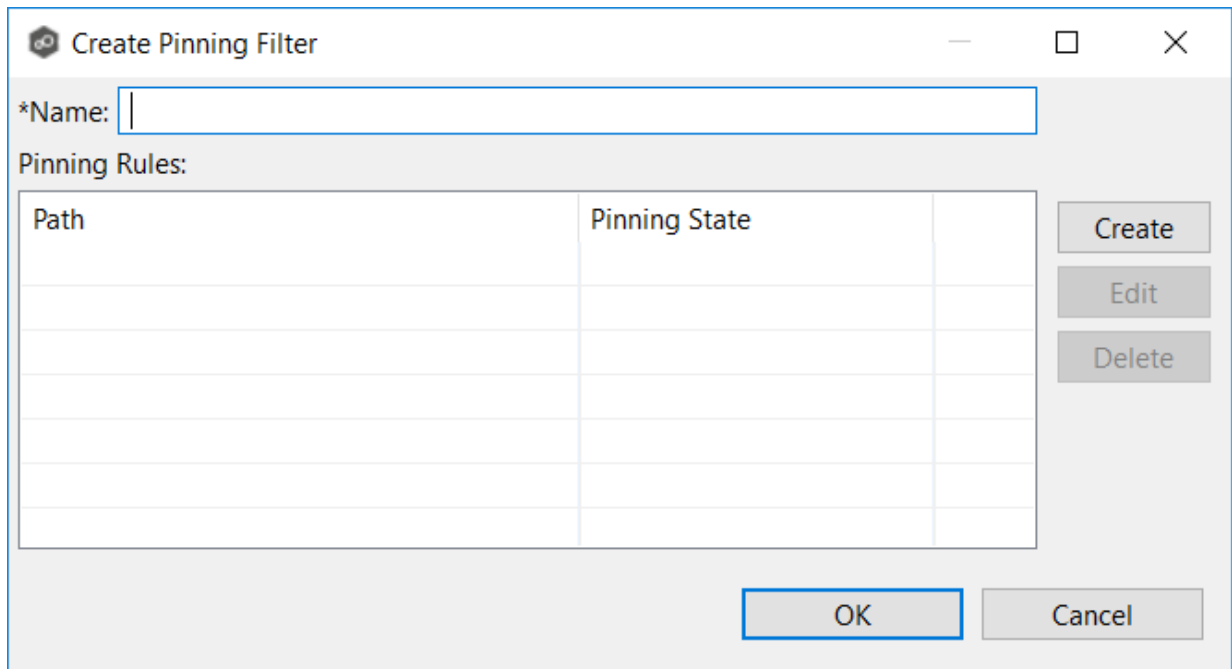 Create Pinning Filter
*Name:
Pinning Rules:
Path Pinning State
Create
Edit
Delete
OK Cancel